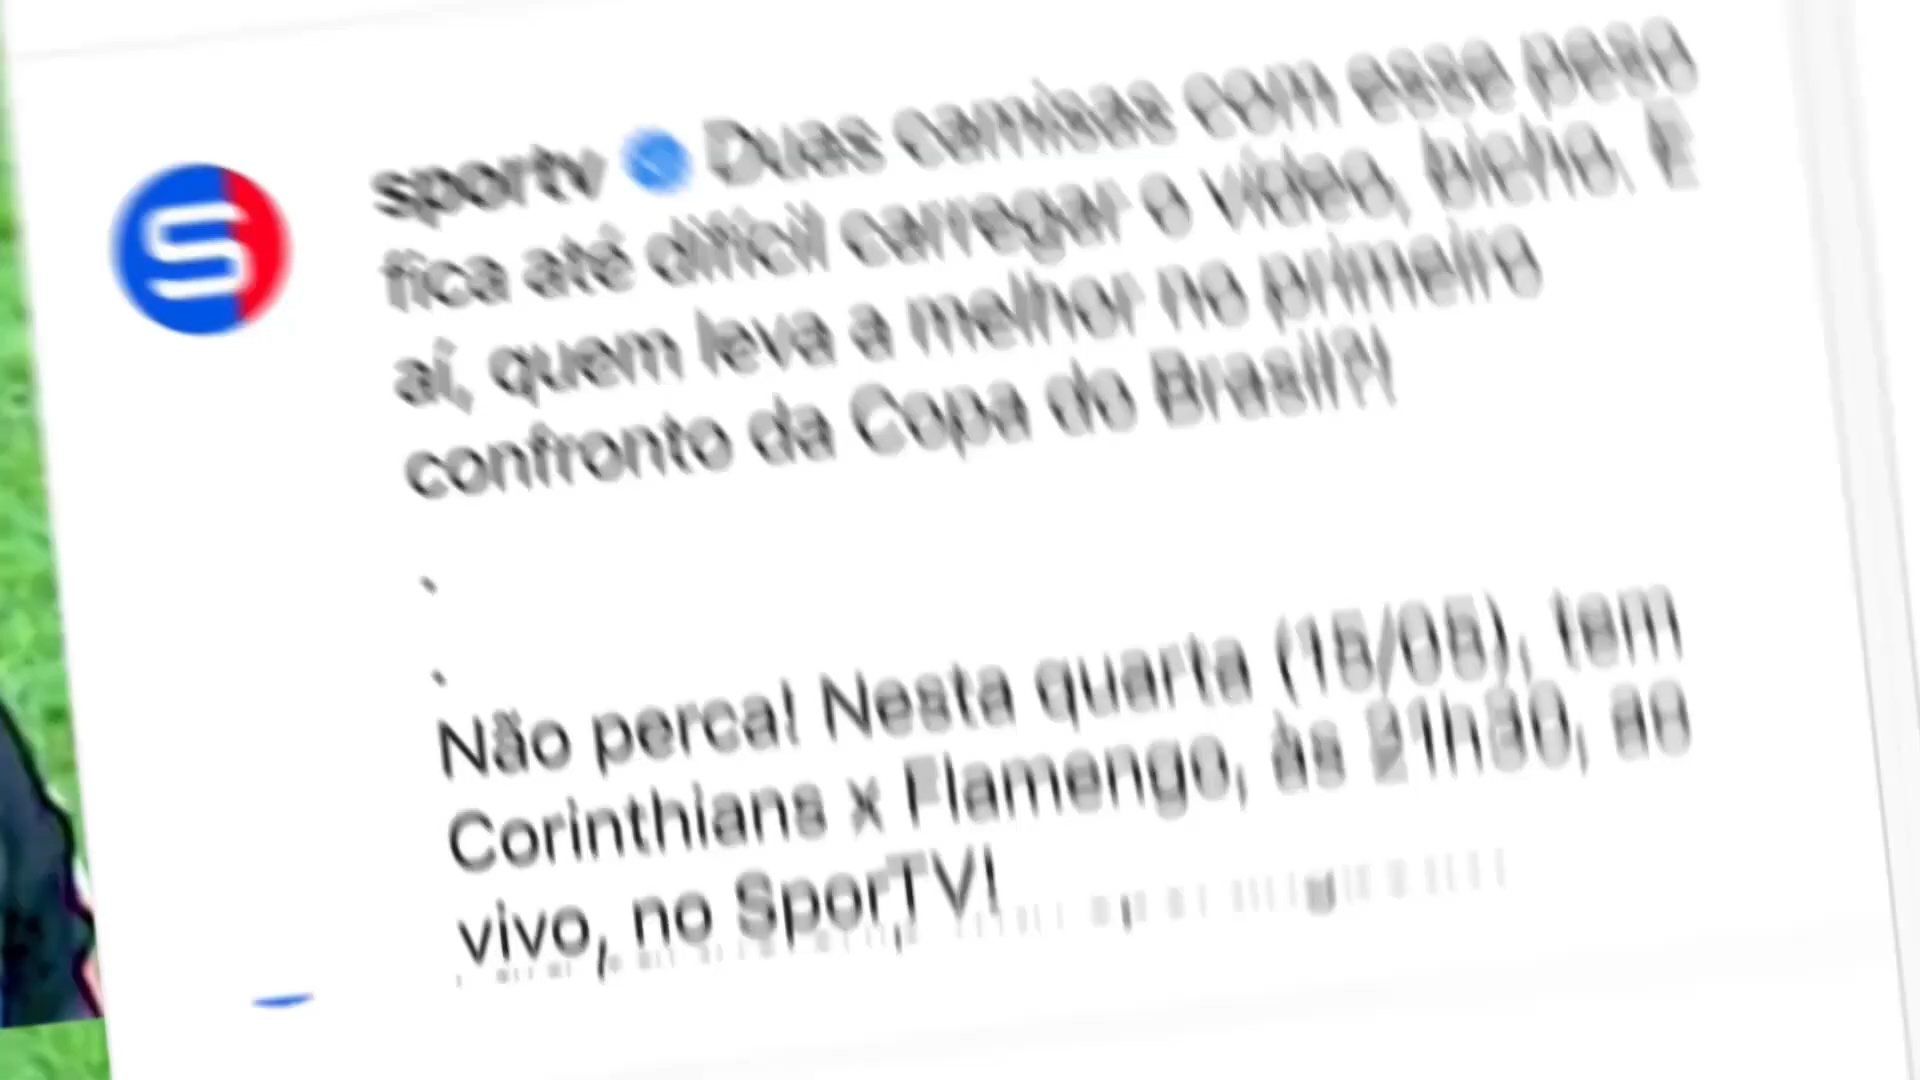 sportv Duas camisas com esse peso
fica até difícil carregar o vídeo, bicho. E
aí, quem leva a melhor no primeiro
confronto da Copa do Brasil?!
.
.
Não perca! Nesta quarta (15/05), tem
Corinthians x Flamengo, às 21h30, ao
vivo, no SporTV!